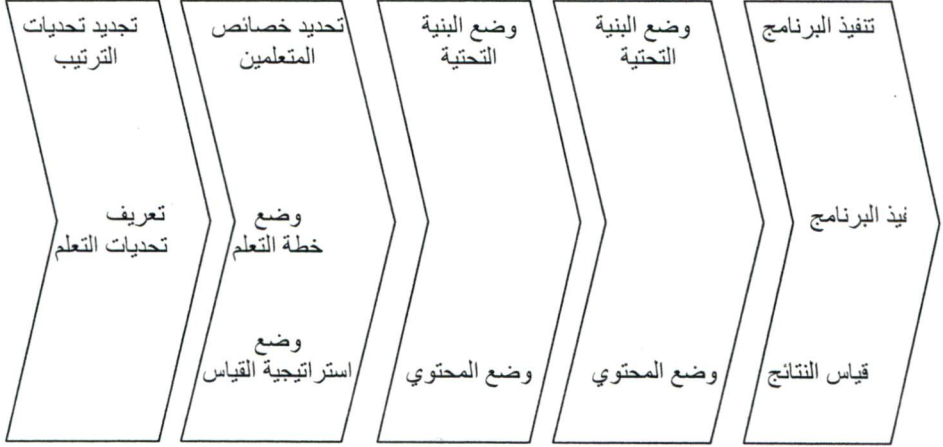 تجديد تحديات
الترتيب
تعريف
تحديات التعلم
تحديد خصائص
المتعلمين
وضع
خطة التعلم
وضع
استراتيجية القياس
وضع البنية
التحتية
وضع المحتوي
وضع البنية
التحتية
وضع المحتوي
تنفيذ البرنامج
فيذ البرنامج
قياس النتائج